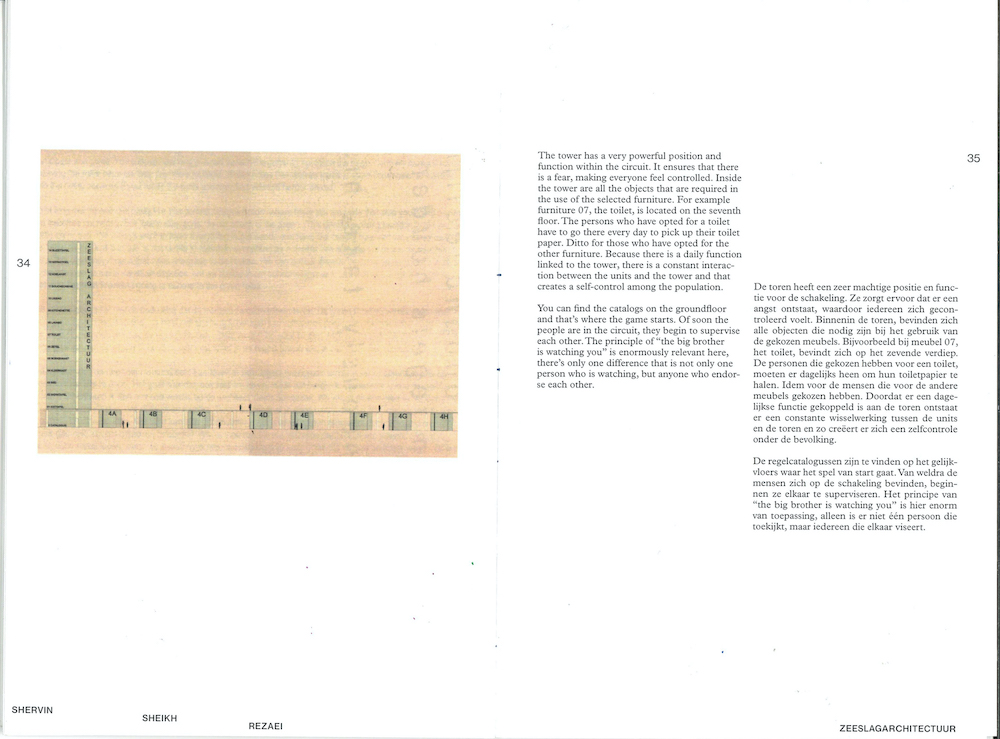 34
ZEESLAG ARCHITECTUUR
4A 4B 4C 4D 4E 4F 4G 4H
SHERVIN
SHEIKH
REZAEI
35
The tower has a very powerful position and
function within the circuit. It ensures that there
is a fear, making everyone feel controlled. Inside
the tower are all the objects that are required in
the use of the selected furniture. For example
furniture 07, the toilet, is located on the seventh
floor. The persons who have opted for a toilet
have to go there every day to pick up their toilet
paper. Ditto for those who have opted for the
other furniture. Because there is a daily function
linked to the tower, there is a constant interac-
tion between the units and the tower and that
creates a self-control among the population.
You can find the catalogs on the groundfloor
and that's where the game starts. Of soon the
people are in the circuit, they begin to supervise
each other. The principle of “the big brother
is watching you” is enormously relevant here,
there's only one difference that is not only one
person who is watching, but anyone who endor-
se each other.
De toren heeft een zeer machtige positie en func-
tie voor de schakeling. Ze zorgt ervoor dat er een
angst ontstaat, waardoor iedereen zich gecon-
troleerd voelt. Binnenin de toren, bevinden zich
alle objecten die nodig zijn bij het gebruik van
de gekozen meubels. Bijvoorbeeld bij meubel 07,
het toilet, bevindt zich op het zevende verdiep.
De personen die gekozen hebben voor een toilet,
moeten er dagelijks heen om hun toiletpapier te
halen. Idem voor de mensen die voor de andere
meubels gekozen hebben. Doordat er een dage-
lijkse functie gekoppeld is aan de toren ontstaat
er een constante wisselwerking tussen de units
en de toren en zo creëert er zich een zelfcontrole
onder de bevolking.
De regelcatalogussen zijn te vinden op het gelijk-
vloers waar het spel van start gaat. Van weldra de
mensen zich op de schakeling bevinden, begin-
nen ze elkaar te superviseren. Het principe van
“the big brother is watching you” is hier enorm
van toepassing, alleen is er niet één persoon die
toekijkt, maar iedereen die elkaar viseert.
ZEESLAGARCHITECTUUR